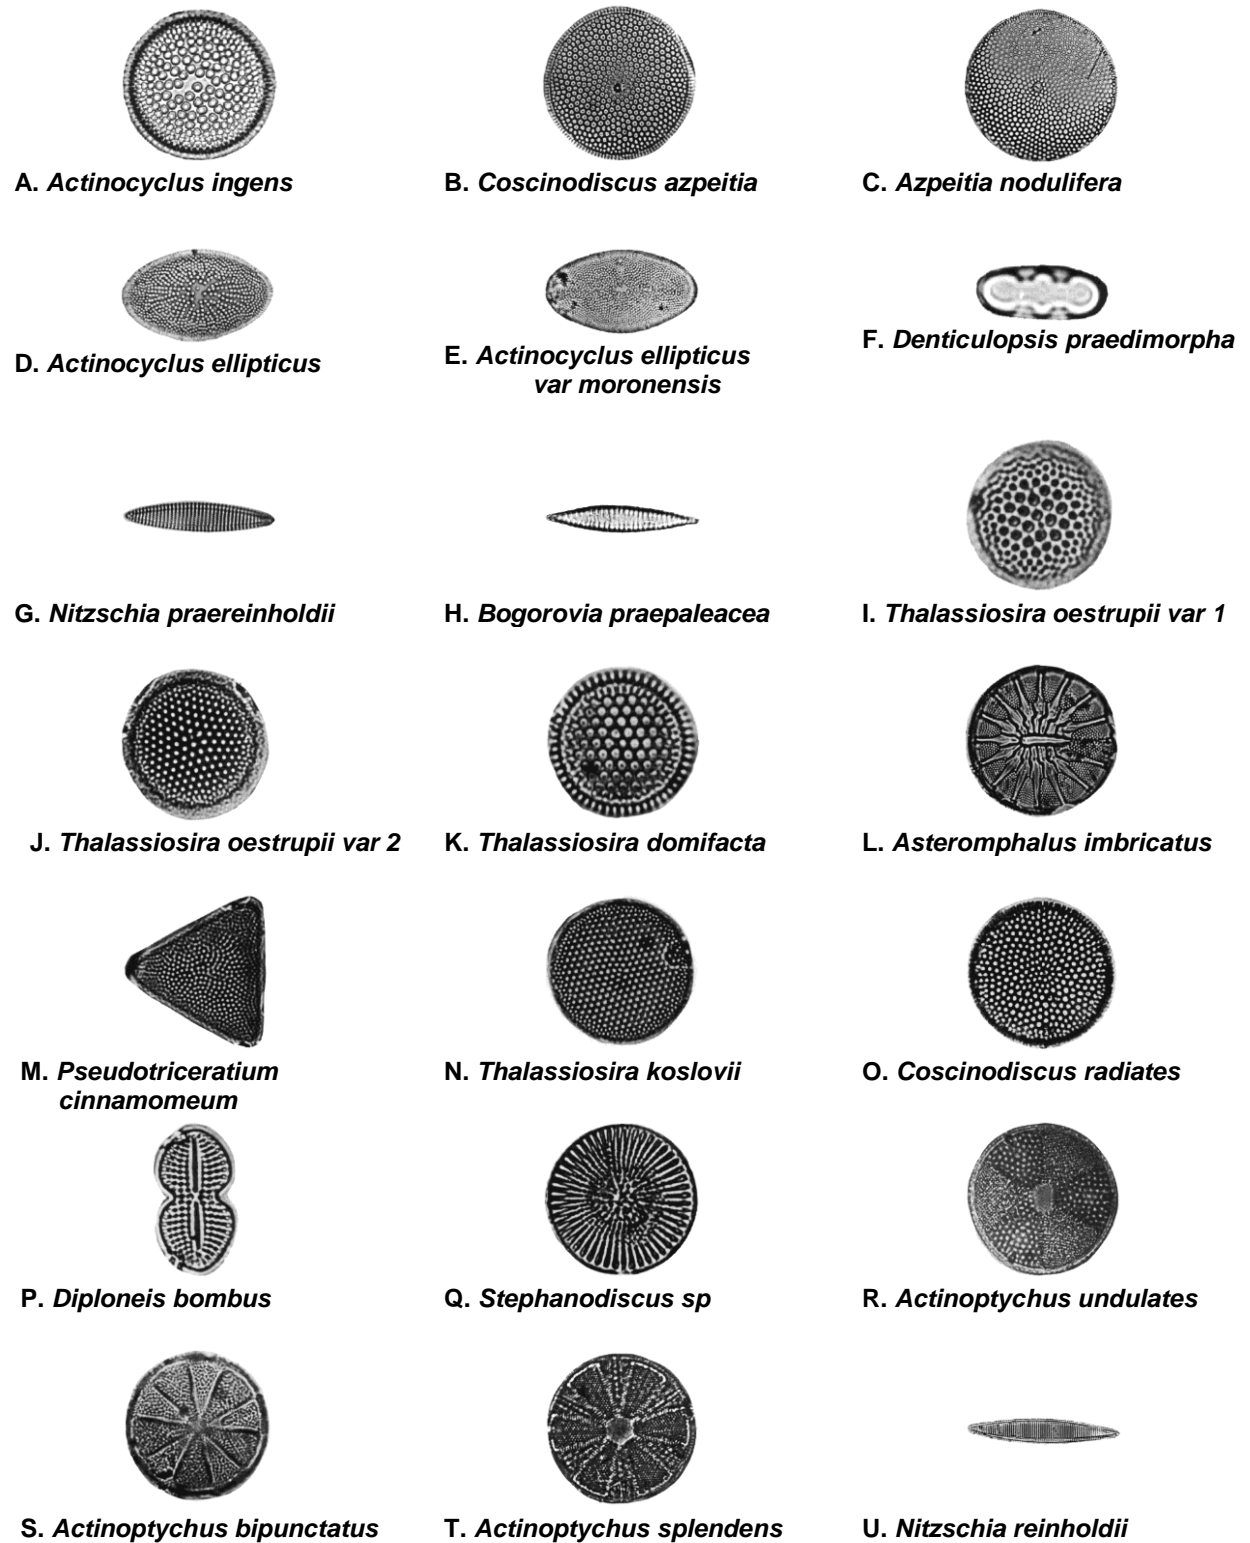 A. Actinocyclus ingens
B. Coscinodiscus azpeitia
C. Azpeitia nodulifera
D. Actinocyclus ellipticus
E. Actinocyclus ellipticus
var moronensis
F. Denticulopsis praedimorpha
G. Nitzschia praereinholdii
H. Bogorovia praepaleacea
I. Thalassiosira oestrupii var 1
J. Thalassiosira oestrupii var 2
K. Thalassiosira domifacta
L. Asteromphalus imbricatus
M. Pseudotriceratium
cinnamomeum
N. Thalassiosira koslovii
O. Coscinodiscus radiates
P. Diploneis bombus
Q. Stephanodiscus sp
R. Actinoptychus undulates
S. Actinoptychus bipunctatus
T. Actinoptychus splendens
U. Nitzschia reinholdii